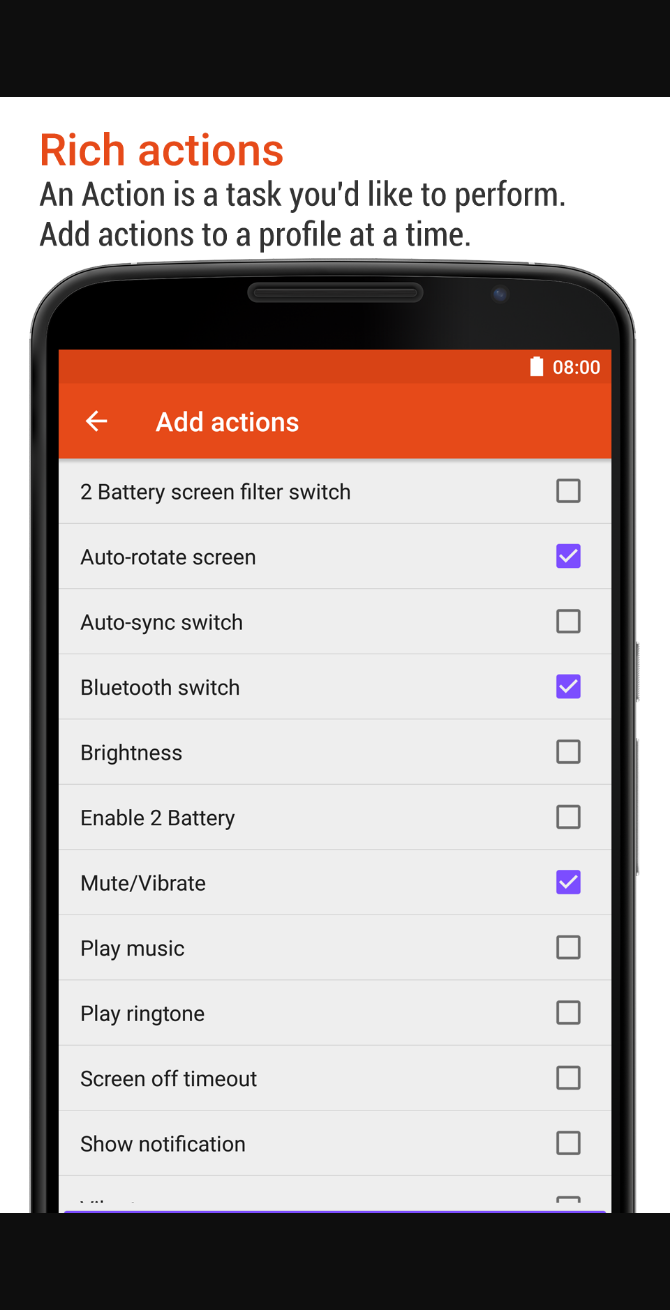 Rich actions
An Action is a task you'd like to perform.
Add actions to a profile at a time.
08:00
Add actions
2 Battery screen filter switch
Auto-rotate screen
Auto-sync switch
Bluetooth switch
Brightness
Enable 2 Battery
Mute/Vibrate
Play music
Play ringtone
Screen off timeout
Show notification